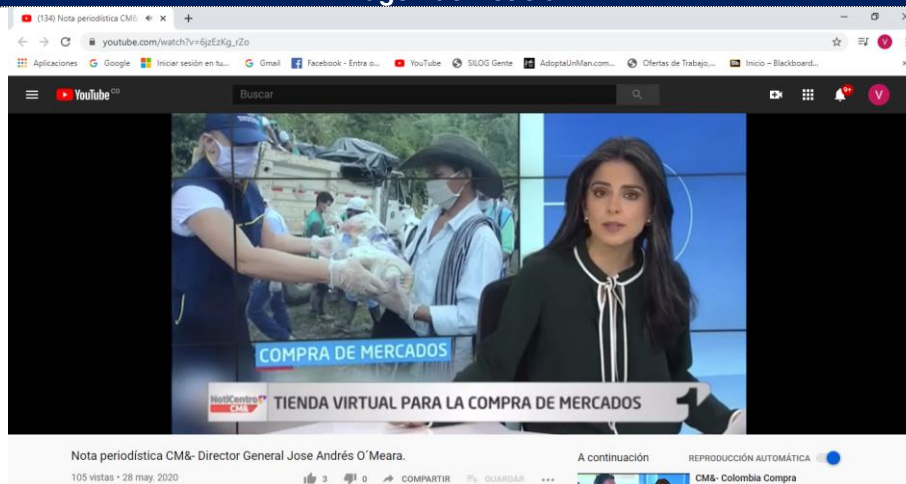 (134) Nota periodística CM&
youtube.com/watch?v=6jzEzKg_rZo
Aplicaciones Google Iniciar sesión en tu... Gmail Facebook - Entra o... YouTube SILOG Gente AdoptaUnMan.com... Ofertas de Trabajo,... Inicio – Blackboard...
YouTube CO
Buscar
9+
V
COMPRA DE MERCADOS
NotiCentro 1 CM&
TIENDA VIRTUAL PARA LA COMPRA DE MERCADOS
1
Nota periodística CM&- Director General Jose Andrés O´Meara.
105 vistas • 28 may. 2020
3 0 COMPARTIR GUARDAR ...
A continuación
REPRODUCCIÓN AUTOMÁTICA
CM&- Colombia Compra